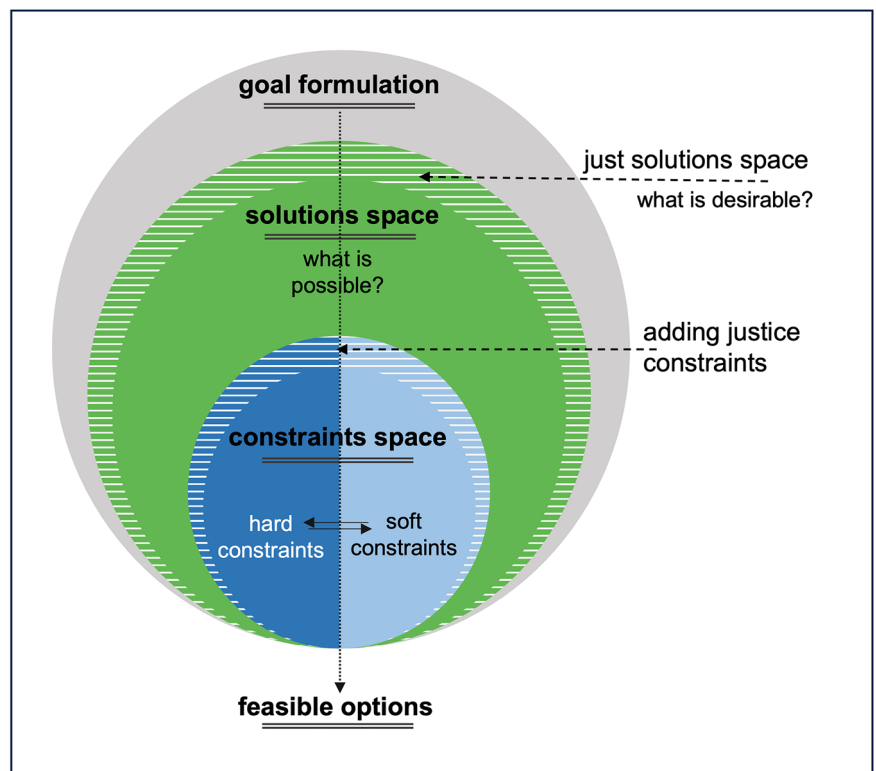 goal formulation
just solutions space
what is desirable?
solutions space
what is
possible?
adding justice
constraints
constraints space
hard
constraints
soft
constraints
feasible options